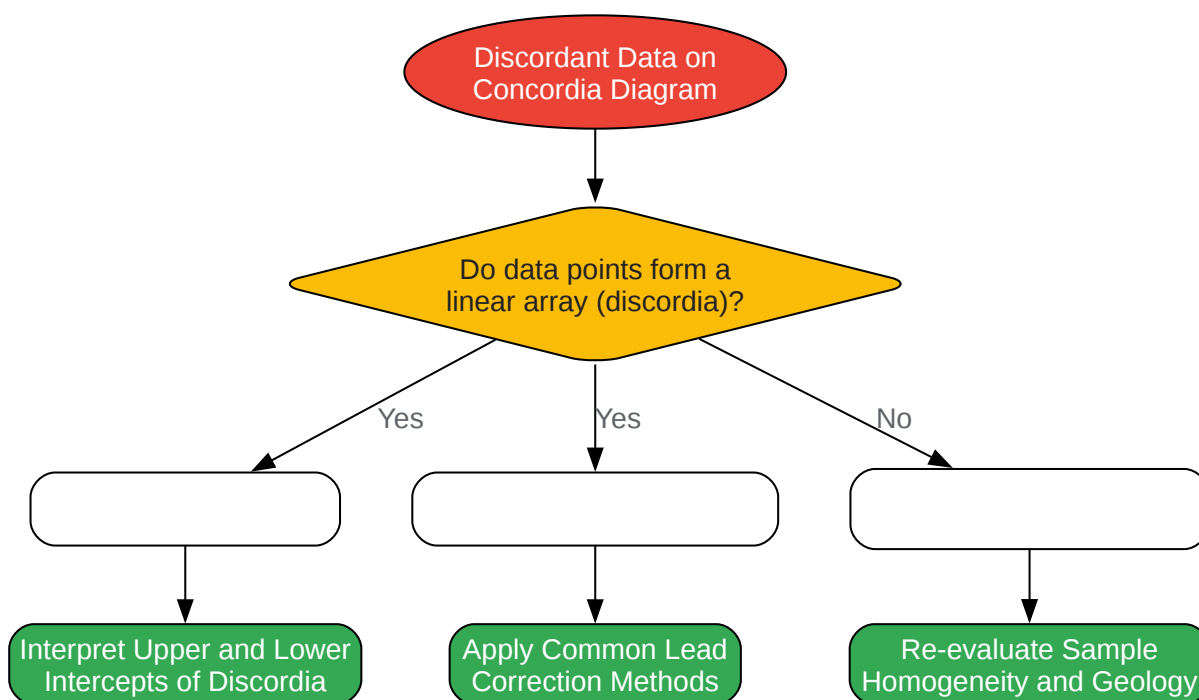 Discordant Data on
Concordia Diagram
Do data points form a
linear array (discordia)?
Yes
Yes
No
Interpret Upper and Lower
Intercepts of Discordia
Apply Common Lead
Correction Methods
Re-evaluate Sample
Homogeneity and Geology